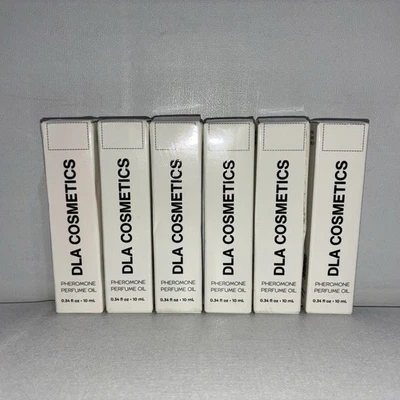 DLA COSMETICS
PHEROMONE
PERFUME OIL
0.34 fl oz • 10 mL
DLA COSMETICS
PHEROMONE
PERFUME OIL
0.34 fl oz • 10 mL
DLA COSMETICS
PHEROMONE
PERFUME OIL
0.34 fl oz • 10 mL
DLA COSMETICS
PHEROMONE
PERFUME OIL
0.34 fl oz • 10 mL
DLA COSMETICS
PHEROMONE
PERFUME OIL
0.34 fl oz • 10 mL
DLA COSMETICS
PHEROMONE
PERFUME OIL
0.34 fl oz • 10 mL